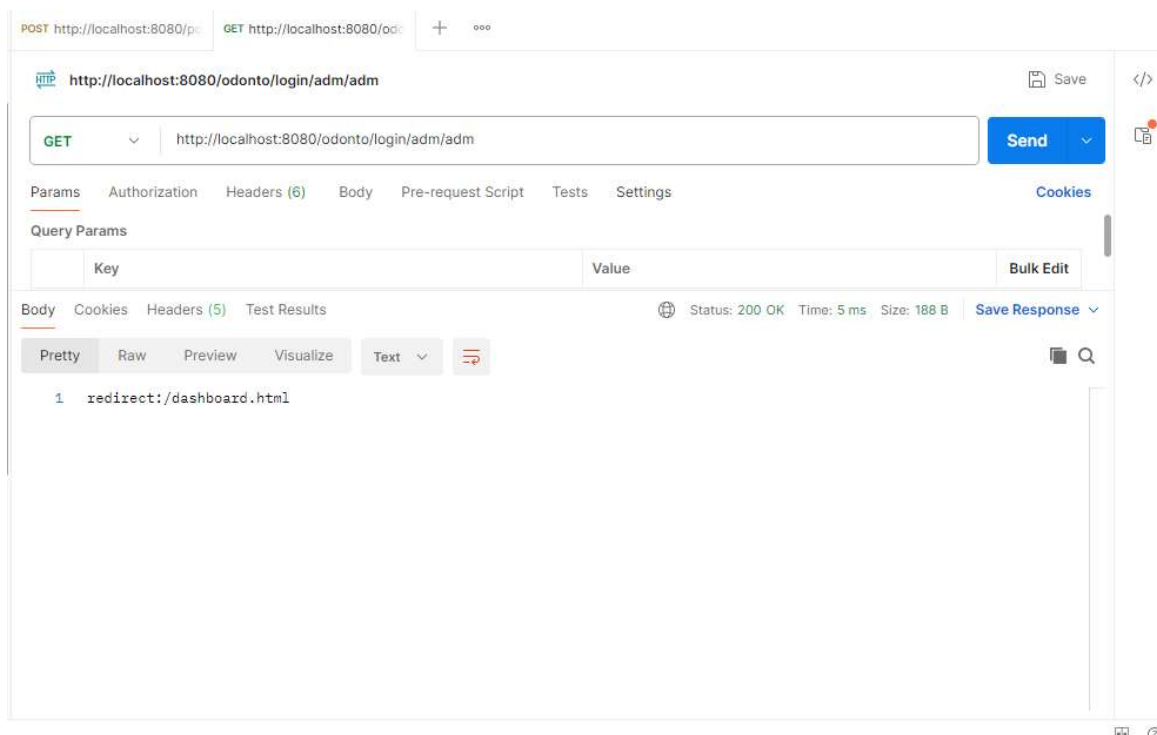 POST http://localhost:8080/po GET http://localhost:8080/odo
HTTP http://localhost:8080/odonto/login/adm/adm Save
GET http://localhost:8080/odonto/login/adm/adm Send
Params Authorization Headers (6) Body Pre-request Script Tests Settings Cookies
Query Params
Key Value Bulk Edit
Body Cookies Headers (5) Test Results Status: 200 OK Time: 5 ms Size: 188 B Save Response
Pretty Raw Preview Visualize Text
1 redirect:/dashboard.html